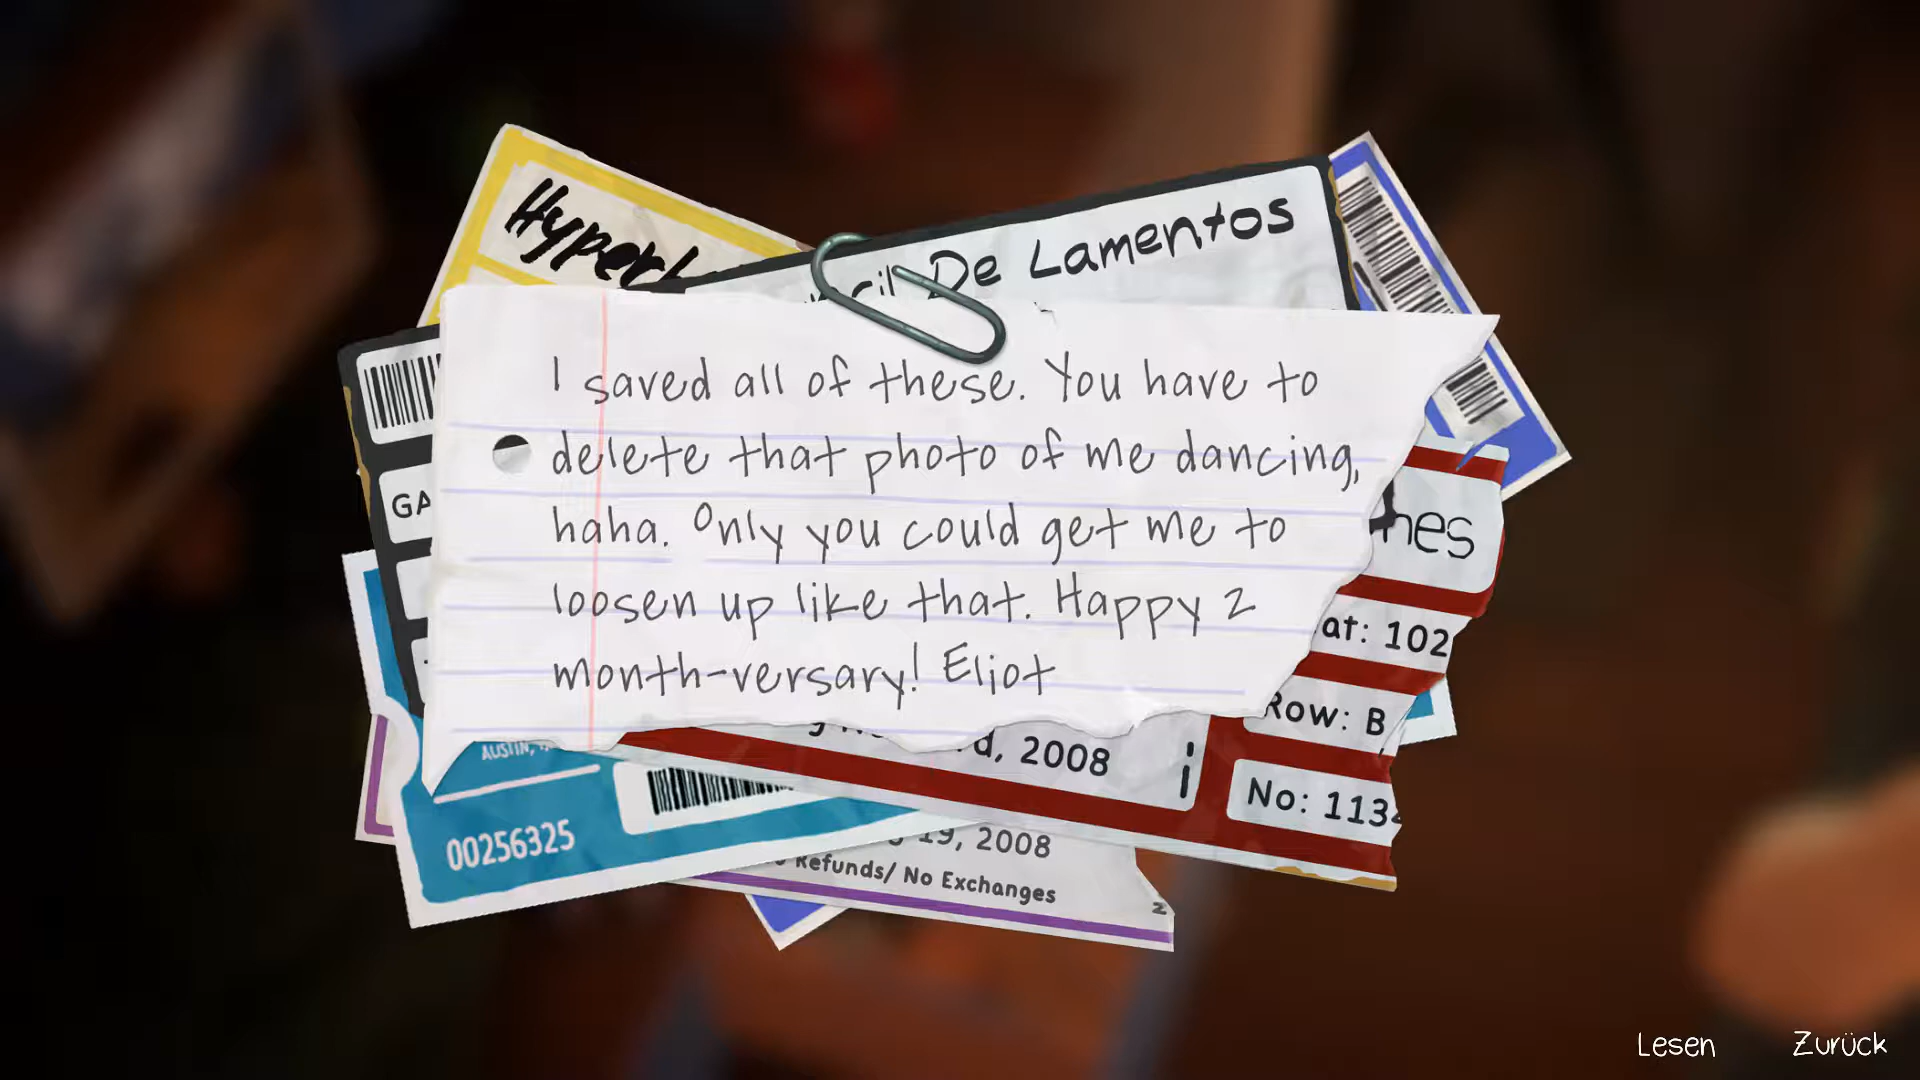 De Lamentos
I saved all of these. You have to
delete that photo of me dancing,
haha. Only you could get me to
loosen up like that. Happy 2
month-versary! Eliot
GA
hes
at: 102
Row: B
No: 1134
d, 2008
AUSTIN,
00256325
19, 2008
Refunds/ No Exchanges
2
Lesen Zurück